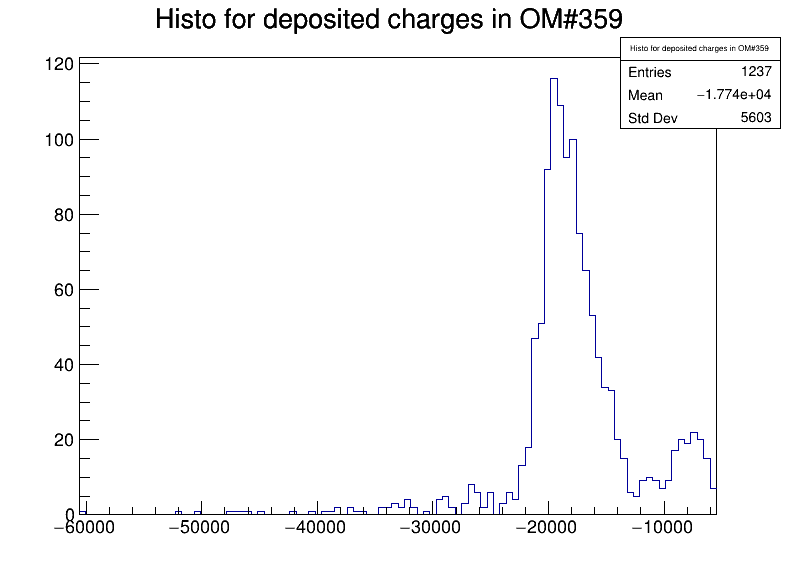 Histo for deposited charges in OM#359
Histo for deposited charges in OM#359
Entries 1237
Mean −1.774e+04
Std Dev 5603
120
100
80
60
40
20
0
−60000 −50000 −40000 −30000 −20000 −10000